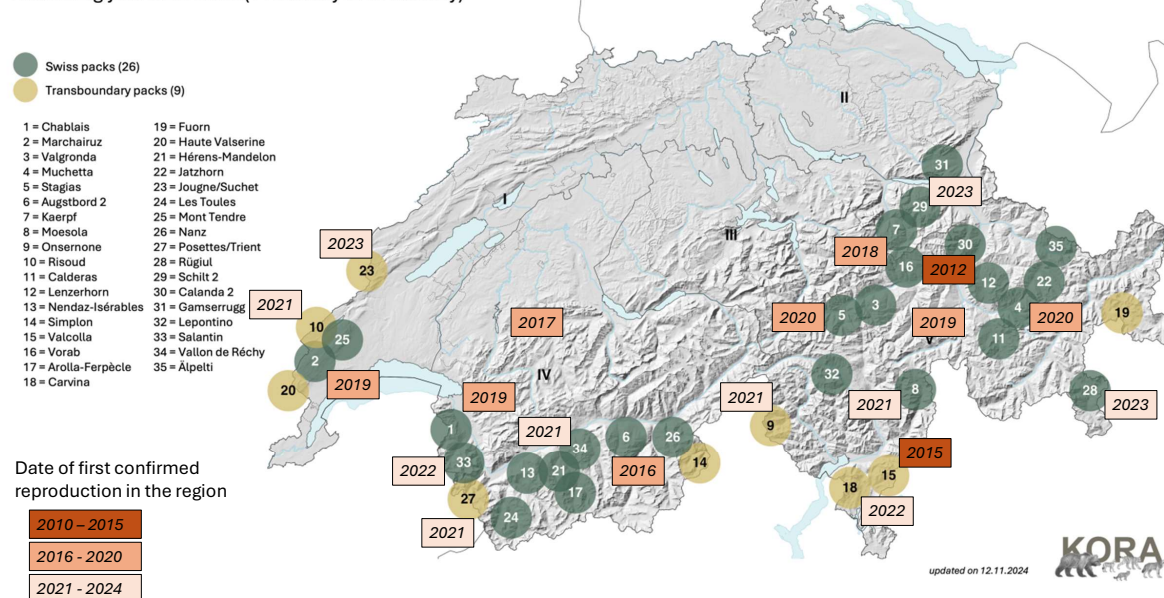 Swiss packs (26)
Transboundary packs (9)
1 = Chablais
2 = Marchairuz
3 = Valgronda
4 = Muchetta
5 = Stagias
6 = Augstbord 2
7 = Kaerpf
8 = Moesola
9 = Onsernone
10 = Risoud
11 = Calderas
12 = Lenzerhorn
13 = Nendaz-Isérables
14 = Simplon
15 = Valcolla
16 = Vorab
17 = Arolla-Ferpècle
18 = Carvina
19 = Fuorn
20 = Haute Valserine
21 = Hérens-Mandelon
22 = Jatzhorn
23 = Jougne/Suchet
24 = Les Toules
25 = Mont Tendre
26 = Nanz
27 = Posettes/Trient
28 = Rügiul
29 = Schilt 2
30 = Calanda 2
31 = Gamserrugg
32 = Lepontino
33 = Salantin
34 = Vallon de Réchy
35 = Älpelti
II
31
2023
29
I
7
III
30
35
2023
2018
16
2012
23
12
22
2021
10
2017
2020
5
3
2019
4
2020
19
25
V
11
2
IV
32
20
2019
2019
2021
2021
8
28
2023
1
2021
9
34
6
26
2015
2022
33
13
21
2016
14
15
27
17
18
24
2022
2021
Date of first confirmed
reproduction in the region
2010 – 2015
2016 - 2020
2021 - 2024
KORA
updated on 12.11.2024